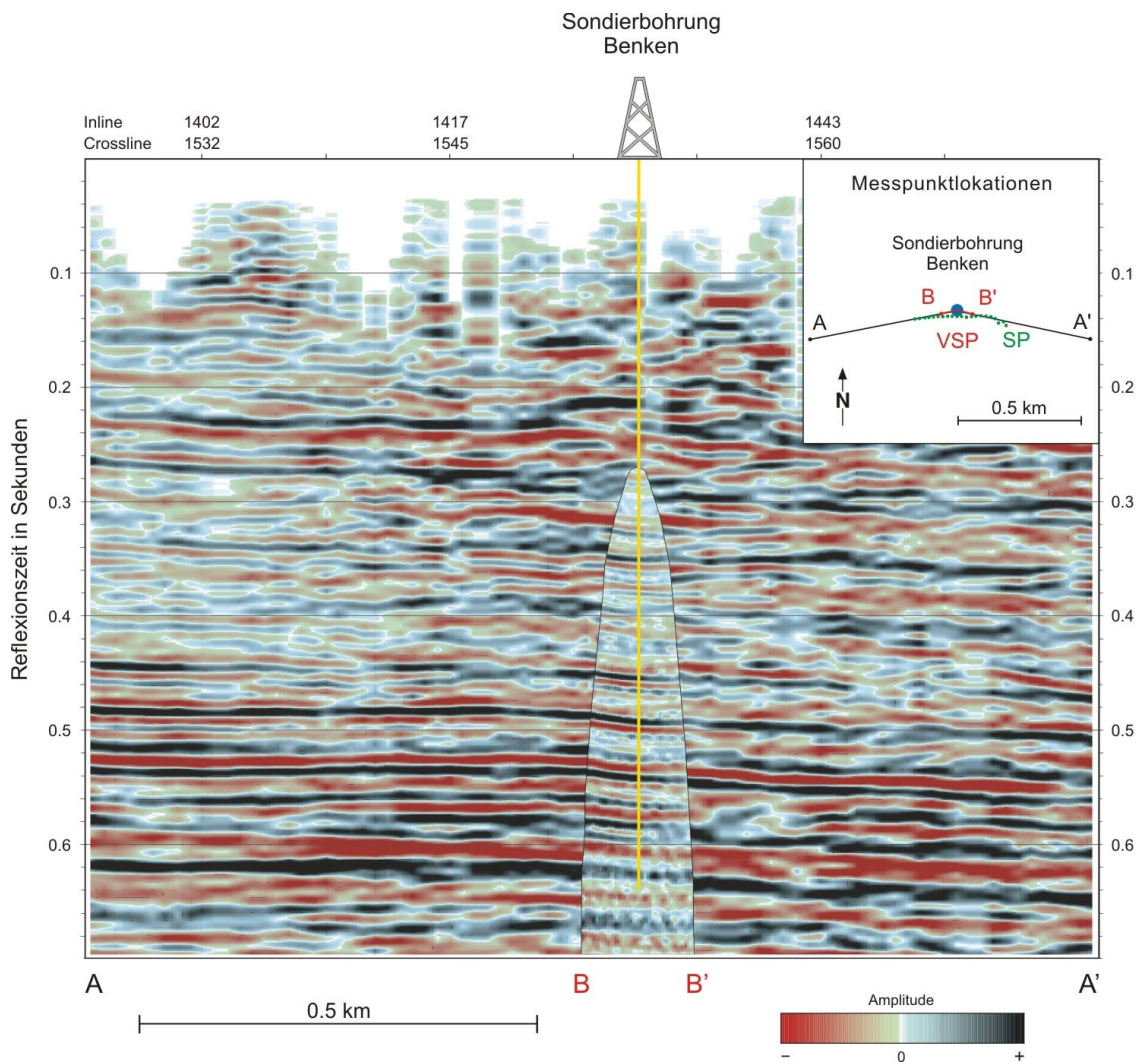 Sondierbohrung
Benken
Inline 1402 1417 1443
Crossline 1532 1545 1560
Messpunktlokationen
Sondierbohrung
Benken
B B'
A A'
VSP SP
N
0.5 km
Reflexionszeit in Sekunden
0.1 0.1
0.2 0.2
0.3 0.3
0.4 0.4
0.5 0.5
0.6 0.6
A B B’ A’
0.5 km
Amplitude
– 0 +